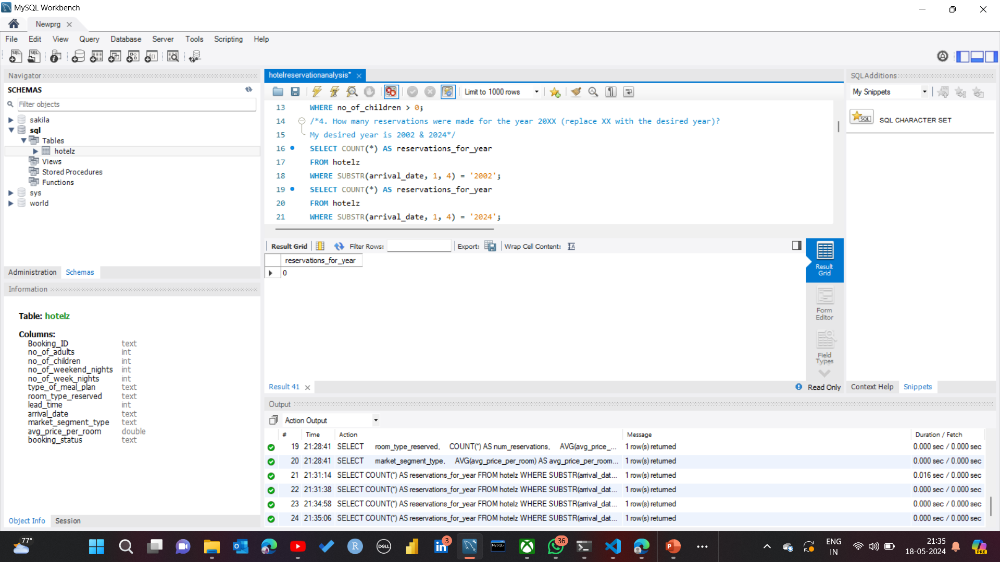 MySQL Workbench
Newprg
File Edit View Query Database Server Tools Scripting Help
Navigator
SCHEMAS
Filter objects
sakila
sql
Tables
hotelz
Views
Stored Procedures
Functions
sys
world
Administration Schemas
Information
Table: hotelz
Columns:
Booking_ID text
no_of_adults int
no_of_children int
no_of_weekend_nights int
no_of_week_nights int
type_of_meal_plan text
room_type_reserved text
lead_time int
arrival_date text
market_segment_type text
avg_price_per_room double
booking_status text
Object Info Session
hotelreservationanalysis*
Limit to 1000 rows
13 WHERE no_of_children > 0;
14 /*4. How many reservations were made for the year 20XX (replace XX with the desired year)?
15 My desired year is 2002 & 2024*/
16 SELECT COUNT(*) AS reservations_for_year
17 FROM hotelz
18 WHERE SUBSTR(arrival_date, 1, 4) = '2002';
19 SELECT COUNT(*) AS reservations_for_year
20 FROM hotelz
21 WHERE SUBSTR(arrival_date, 1, 4) = '2024';
Result Grid Filter Rows: Export: Wrap Cell Content:
reservations_for_year
0
Result Grid
Form Editor
Field Types
Result 41
Read Only
SQLAdditions
My Snippets
SQL CHARACTER SET
Context Help Snippets
Output
Action Output
# Time Action Message Duration / Fetch
19 21:28:41 SELECT room_type_reserved, COUNT(*) AS num_reservations, AVG(avg_price_... 1 row(s) returned 0.000 sec / 0.000 sec
20 21:28:41 SELECT market_segment_type, AVG(avg_price_per_room) AS avg_price_per_room... 1 row(s) returned 0.000 sec / 0.000 sec
21 21:31:14 SELECT COUNT(*) AS reservations_for_year FROM hotelz WHERE SUBSTR(arrival_dat... 1 row(s) returned 0.016 sec / 0.000 sec
22 21:31:38 SELECT COUNT(*) AS reservations_for_year FROM hotelz WHERE SUBSTR(arrival_dat... 1 row(s) returned 0.000 sec / 0.000 sec
23 21:34:58 SELECT COUNT(*) AS reservations_for_year FROM hotelz WHERE SUBSTR(arrival_dat... 1 row(s) returned 0.000 sec / 0.000 sec
24 21:35:06 SELECT COUNT(*) AS reservations_for_year FROM hotelz WHERE SUBSTR(arrival_dat... 1 row(s) returned 0.000 sec / 0.000 sec
77°
3
36
ENG
IN
21:35
18-05-2024
PRE